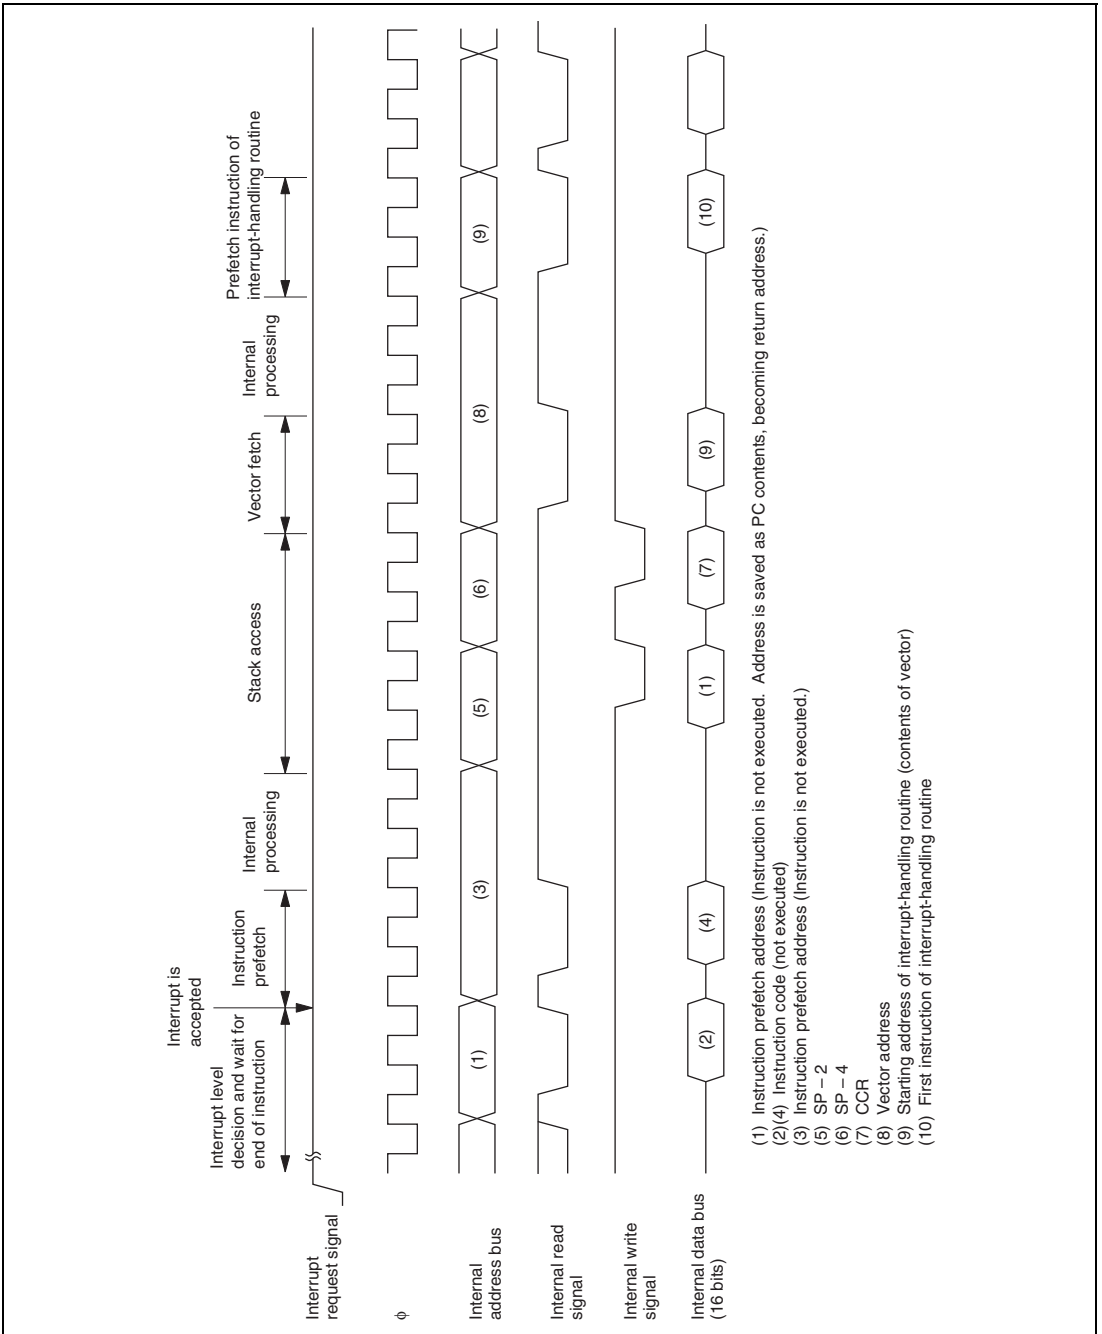 Interrupt is
accepted
Interrupt level
decision and wait for
end of instruction
Instruction
prefetch
Internal
processing
Stack access
Vector fetch
Internal
processing
Prefetch instruction of
interrupt-handling routine
Interrupt
request signal
ϕ
Internal
address bus
(1)
(3)
(5)
(6)
(8)
(9)
Internal read
signal
Internal write
signal
Internal data bus
(16 bits)
(2)
(4)
(1)
(7)
(9)
(10)
(1) Instruction prefetch address (Instruction is not executed. Address is saved as PC contents, becoming return address.)
(2)(4) Instruction code (not executed)
(3) Instruction prefetch address (Instruction is not executed.)
(5) SP – 2
(6) SP – 4
(7) CCR
(8) Vector address
(9) Starting address of interrupt-handling routine (contents of vector)
(10) First instruction of interrupt-handling routine